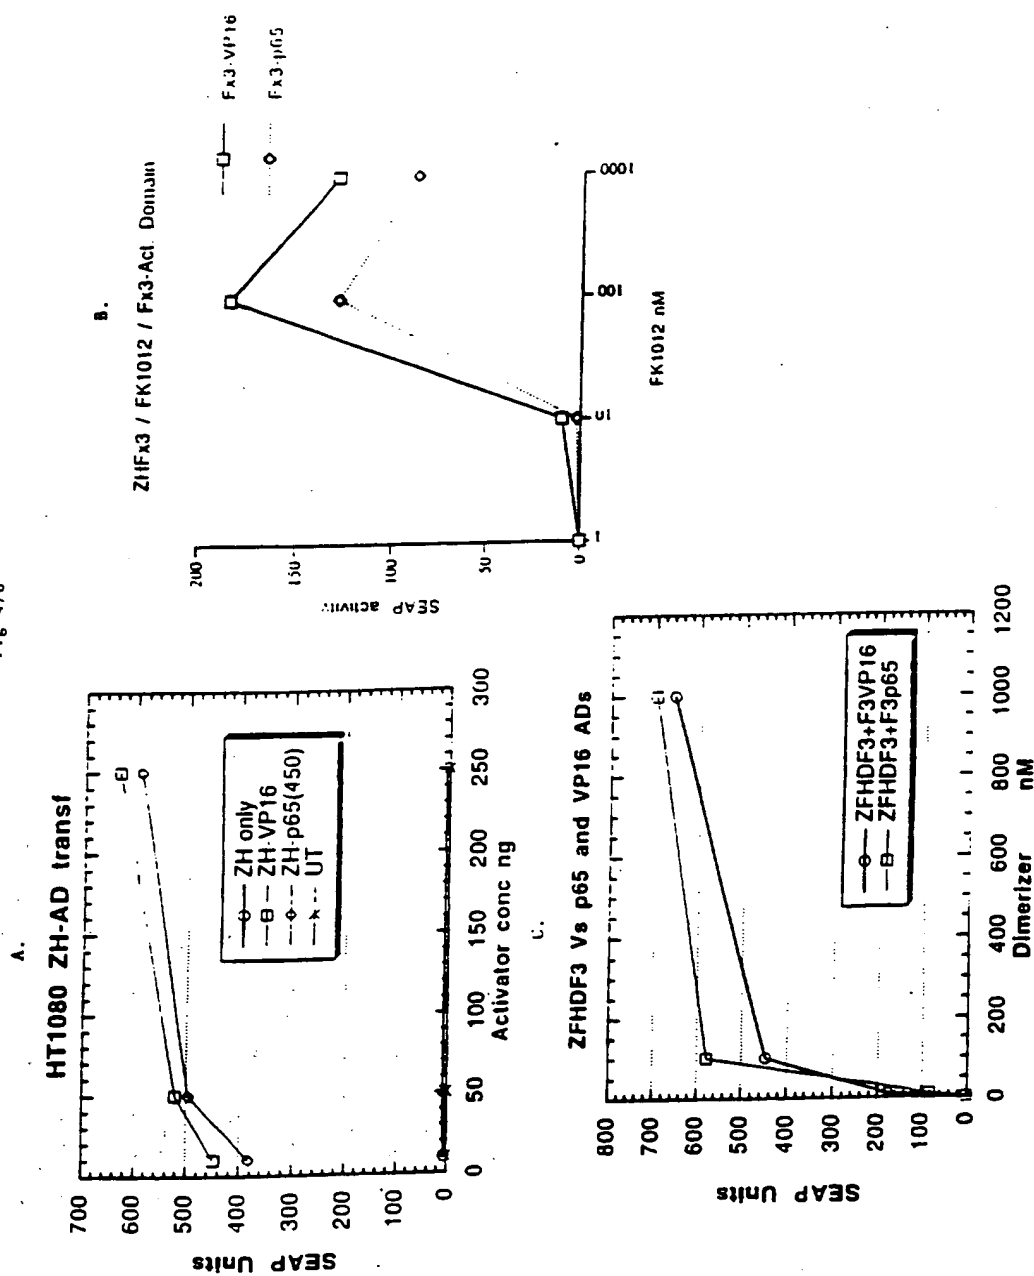 A.
HT1080 ZH-AD transf
700
600
500
400
300
200
100
0
SEAP Units
ZH only
ZH-VP16
ZH-p65(450)
UT
0
50
100
150
200
250
300
Activator conc ng
B.
ZHFx3 / FK1012 / Fx3-Act. Domain
Fx3-VP16
Fx3-p65
200
150
100
50
0
SEAP activity
1
10
100
1000
FK1012 nM
C.
ZFHDF3 Vs p65 and VP16 ADs
800
700
600
500
400
300
200
100
0
SEAP Units
ZFHDF3+F3VP16
ZFHDF3+F3p65
0
200
400
600
800
1000
1200
Dimerizer nM